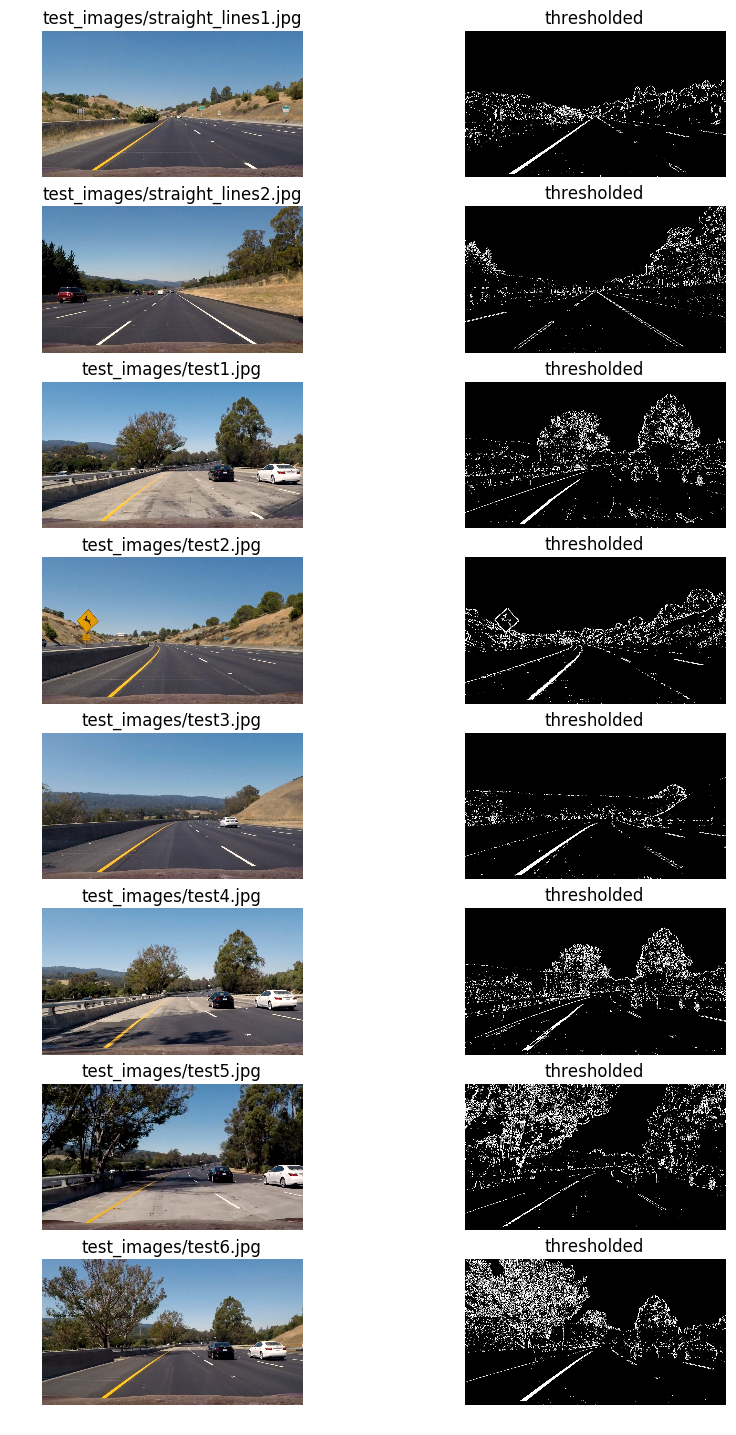 test_images/straight_lines1.jpg
thresholded
test_images/straight_lines2.jpg
thresholded
test_images/test1.jpg
thresholded
test_images/test2.jpg
thresholded
test_images/test3.jpg
thresholded
test_images/test4.jpg
thresholded
test_images/test5.jpg
thresholded
test_images/test6.jpg
thresholded